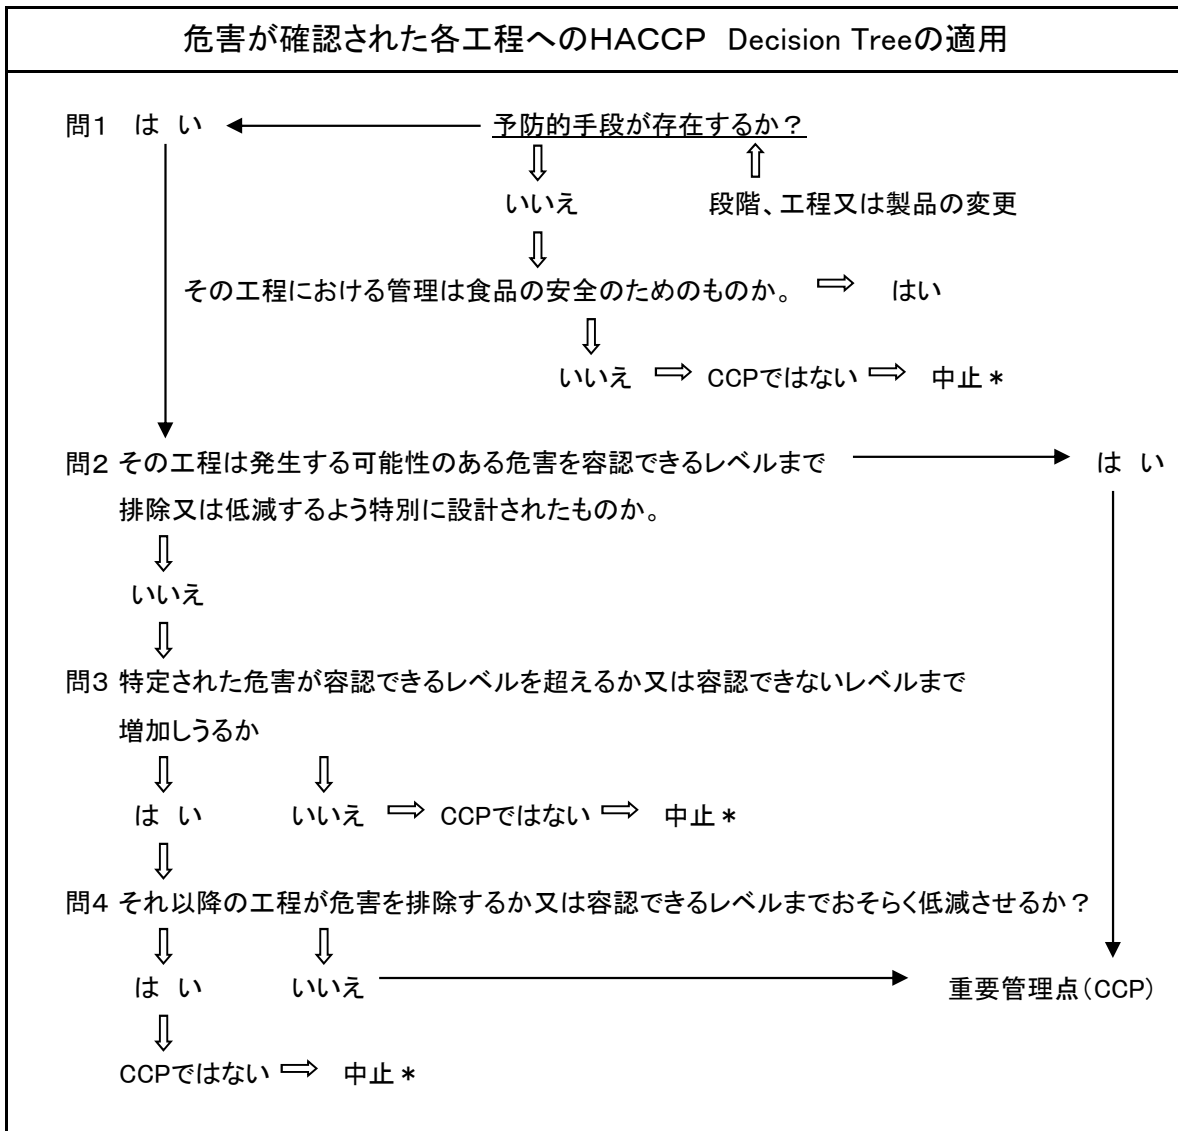 危害が確認された各工程へのHACCP Decision Treeの適用
問1 は い 予防的手段が存在するか?
いいえ 段階、工程又は製品の変更
その工程における管理は食品の安全のためのものか。 はい
いいえ CCPではない 中止*
問2 その工程は発生する可能性のある危害を容認できるレベルまで は い
排除又は低減するよう特別に設計されたものか。
いいえ
問3 特定された危害が容認できるレベルを超えるか又は容認できないレベルまで
増加しうるか
は い いいえ CCPではない 中止*
問4 それ以降の工程が危害を排除するか又は容認できるレベルまでおそらく低減させるか?
は い いいえ 重要管理点(CCP)
CCPではない 中止*